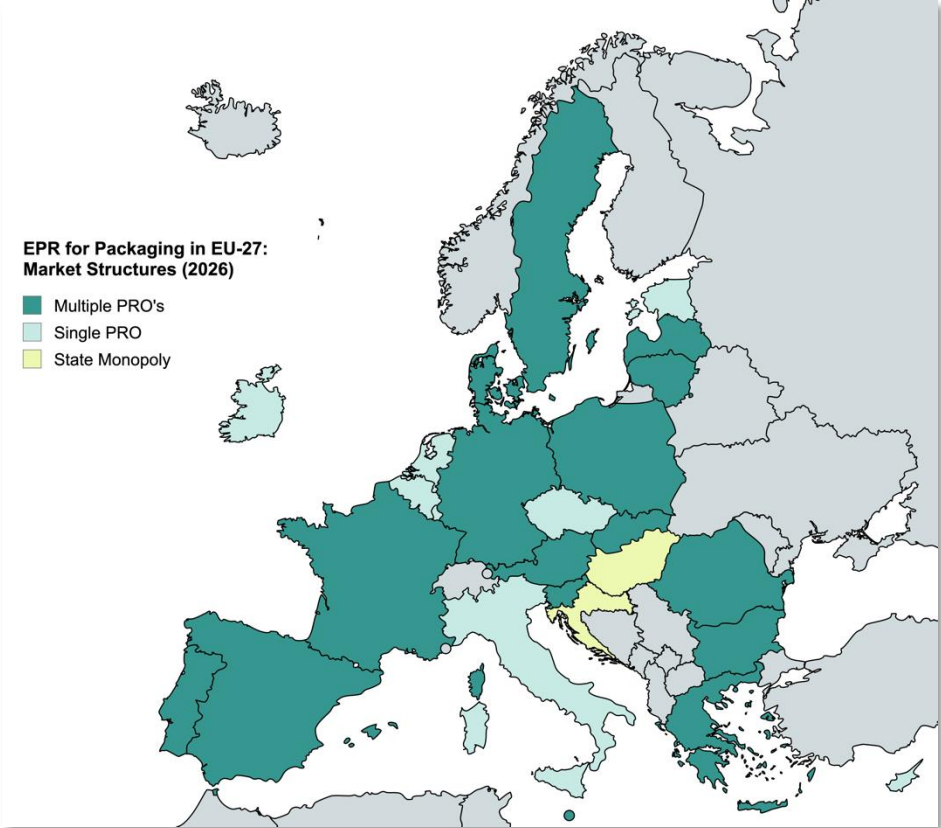 EPR for Packaging in EU-27:
Market Structures (2026)
Multiple PRO's
Single PRO
State Monopoly